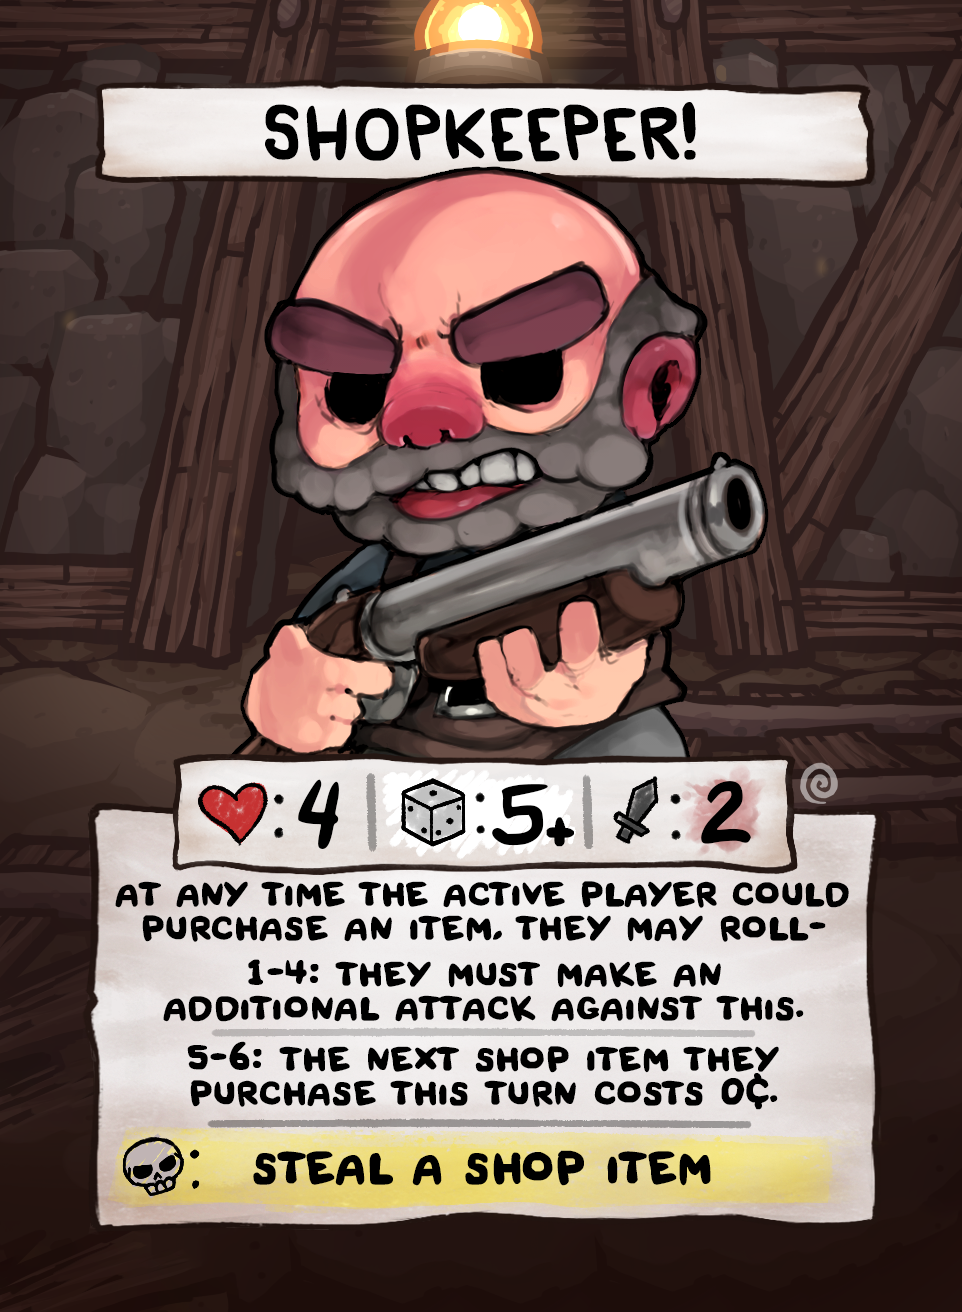 SHOPKEEPER!
: 4 | : 5+ | : 2
AT ANY TIME THE ACTIVE PLAYER COULD
PURCHASE AN ITEM, THEY MAY ROLL-
1-4: THEY MUST MAKE AN
ADDITIONAL ATTACK AGAINST THIS.
5-6: THE NEXT SHOP ITEM THEY
PURCHASE THIS TURN COSTS 0¢.
: STEAL A SHOP ITEM